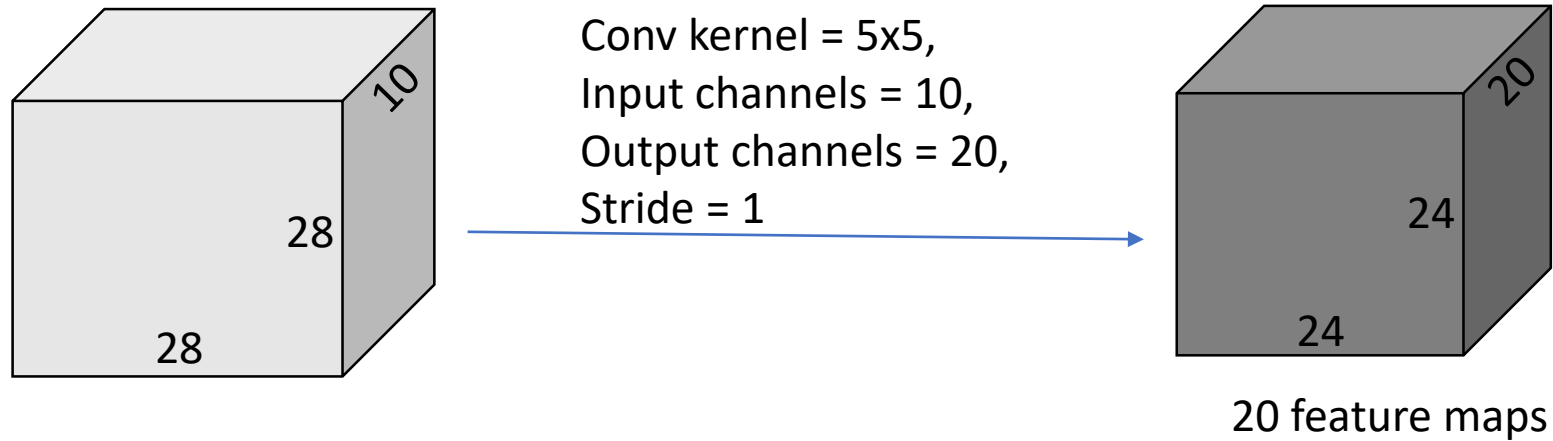 10
28
28
Conv kernel = 5x5,
Input channels = 10,
Output channels = 20,
Stride = 1
20
24
24
20 feature maps